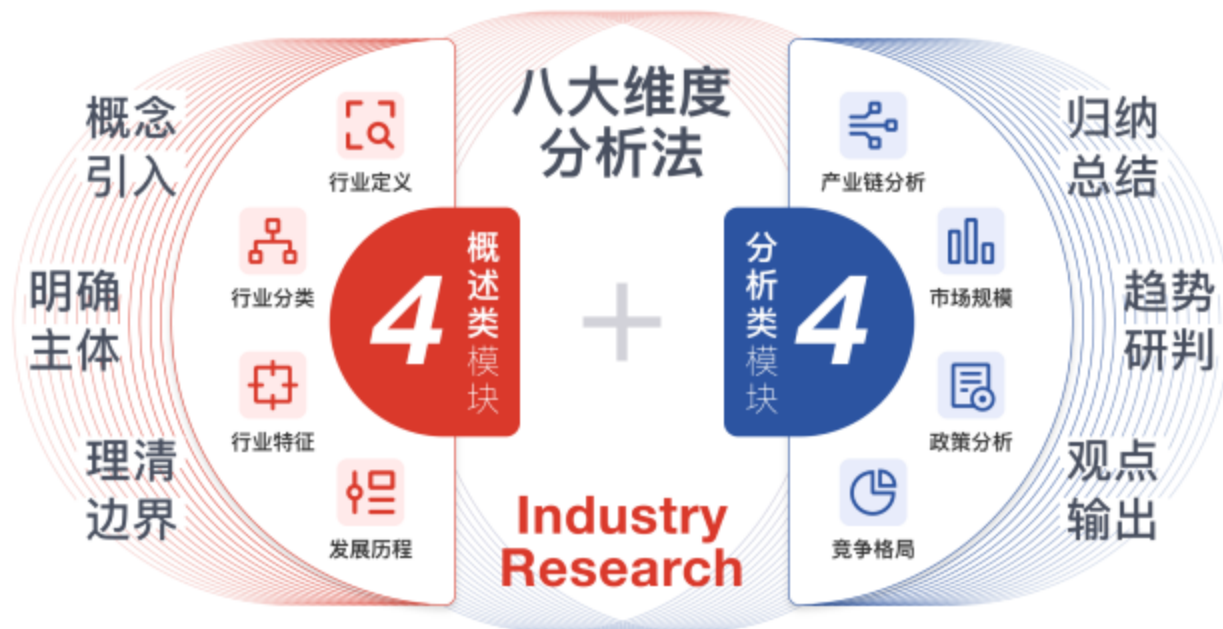 八大维度
分析法
概念
引入
明确
主体
理清
边界
行业定义
行业分类
行业特征
发展历程
4
概述类模块
分析类模块
4
产业链分析
市场规模
政策分析
竞争格局
归纳
总结
趋势
研判
观点
输出
Industry
Research